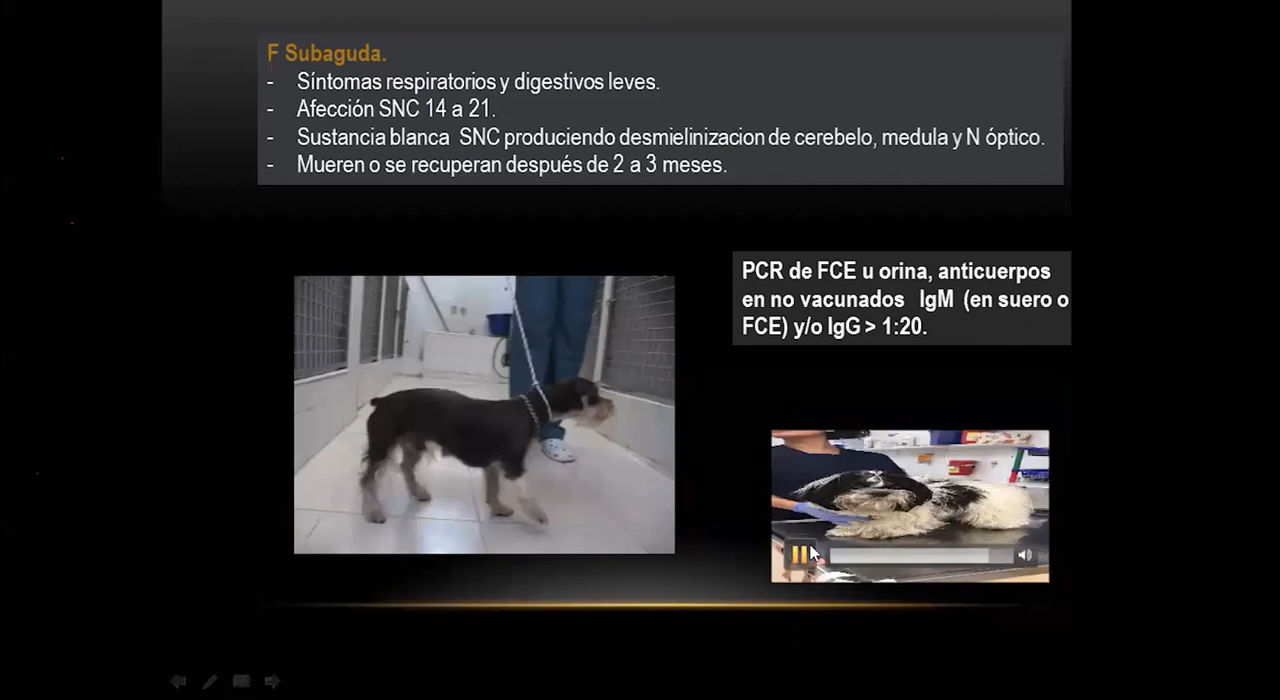 F Subaguda.
- Síntomas respiratorios y digestivos leves.
- Afección SNC 14 a 21.
- Sustancia blanca SNC produciendo desmielinizacion de cerebelo, medula y N óptico.
- Mueren o se recuperan después de 2 a 3 meses.
PCR de FCE u orina, anticuerpos
en no vacunados IgM (en suero o
FCE) y/o IgG > 1:20.